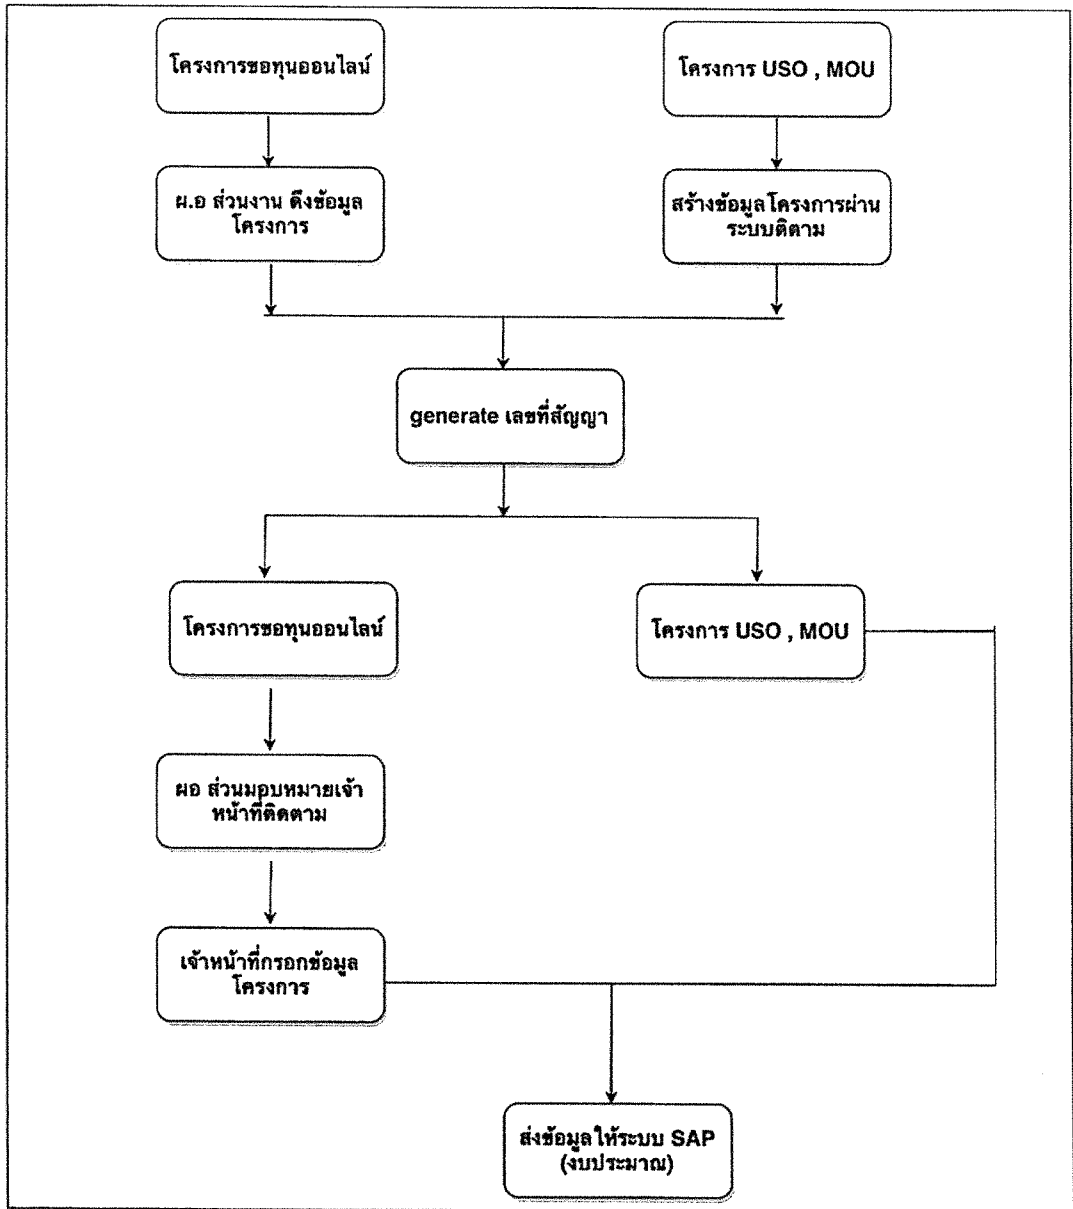 โครงการขอทุนออนไลน์
โครงการ USO , MOU
ผ.อ ส่วนงาน ดึงข้อมูล
โครงการ
สร้างข้อมูลโครงการผ่าน
ระบบติตาม
generate เลขที่สัญญา
โครงการขอทุนออนไลน์
โครงการ USO , MOU
ผอ ส่วนมอบหมายเจ้า
หน้าที่ติดตาม
เจ้าหน้าที่กรอกข้อมูล
โครงการ
ส่งข้อมูลให้ระบบ SAP
(งบประมาณ)